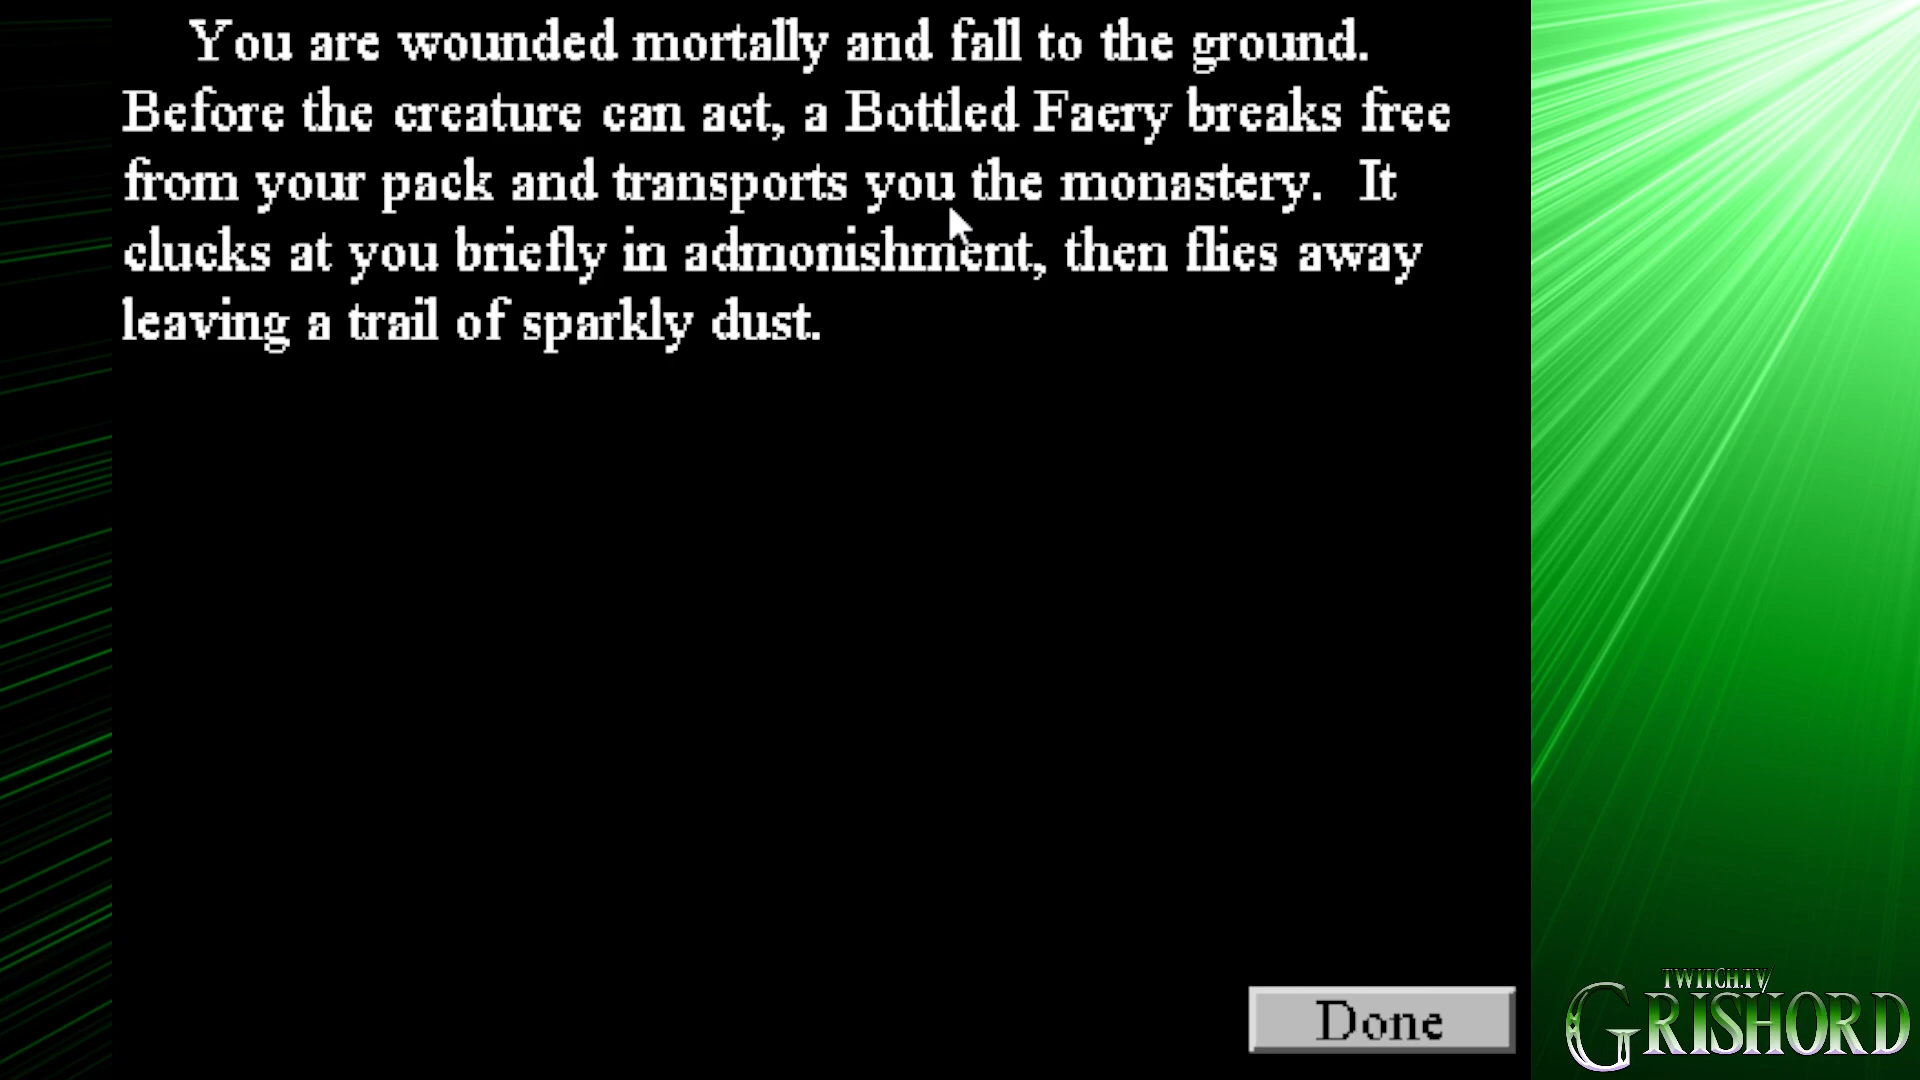 You are wounded mortally and fall to the ground.
Before the creature can act, a Bottled Faery breaks free
from your pack and transports you the monastery.  It
clucks at you briefly in admonishment, then flies away
leaving a trail of sparkly dust.
Done
TWITCH.TV/
GRISHORD